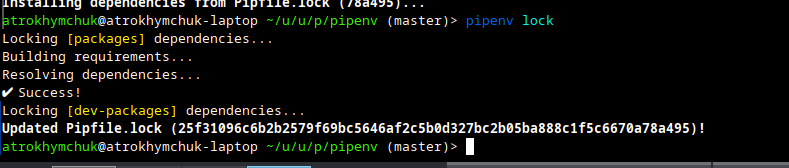 Installing dependencies from Pipfile.lock (78a495)...
atrokhymchuk@atrokhymchuk-laptop ~/u/u/p/pipenv (master)> pipenv lock
Locking [packages] dependencies...
Building requirements...
Resolving dependencies...
✔ Success!
Locking [dev-packages] dependencies...
Updated Pipfile.lock (25f31096c6b2b2579f69bc5646af2c5b0d327bc2b05ba888c1f5c6670a78a495)!
atrokhymchuk@atrokhymchuk-laptop ~/u/u/p/pipenv (master)>